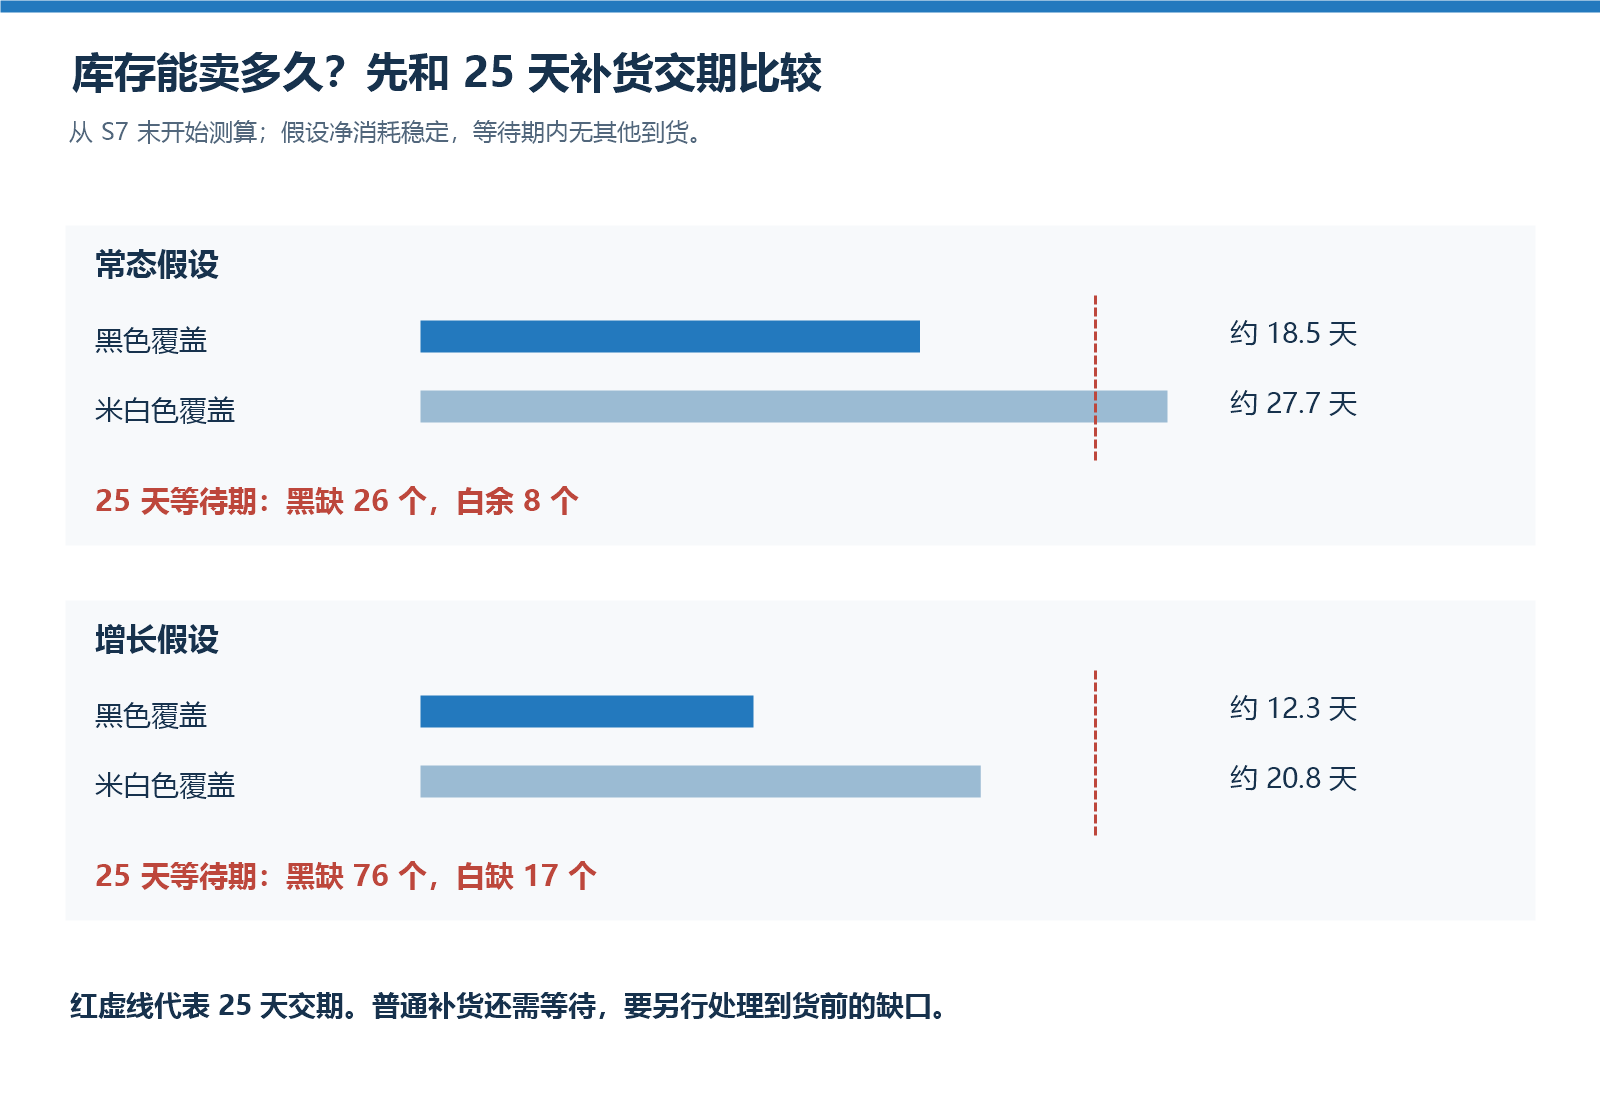 库存能卖多久？先和 25 天补货交期比较
从 S7 末开始测算；假设净消耗稳定，等待期内无其他到货。
常态假设
黑色覆盖
约 18.5 天
米白色覆盖
约 27.7 天
25 天等待期：黑缺 26 个，白余 8 个
增长假设
黑色覆盖
约 12.3 天
米白色覆盖
约 20.8 天
25 天等待期：黑缺 76 个，白缺 17 个
红虚线代表 25 天交期。普通补货还需等待，要另行处理到货前的缺口。